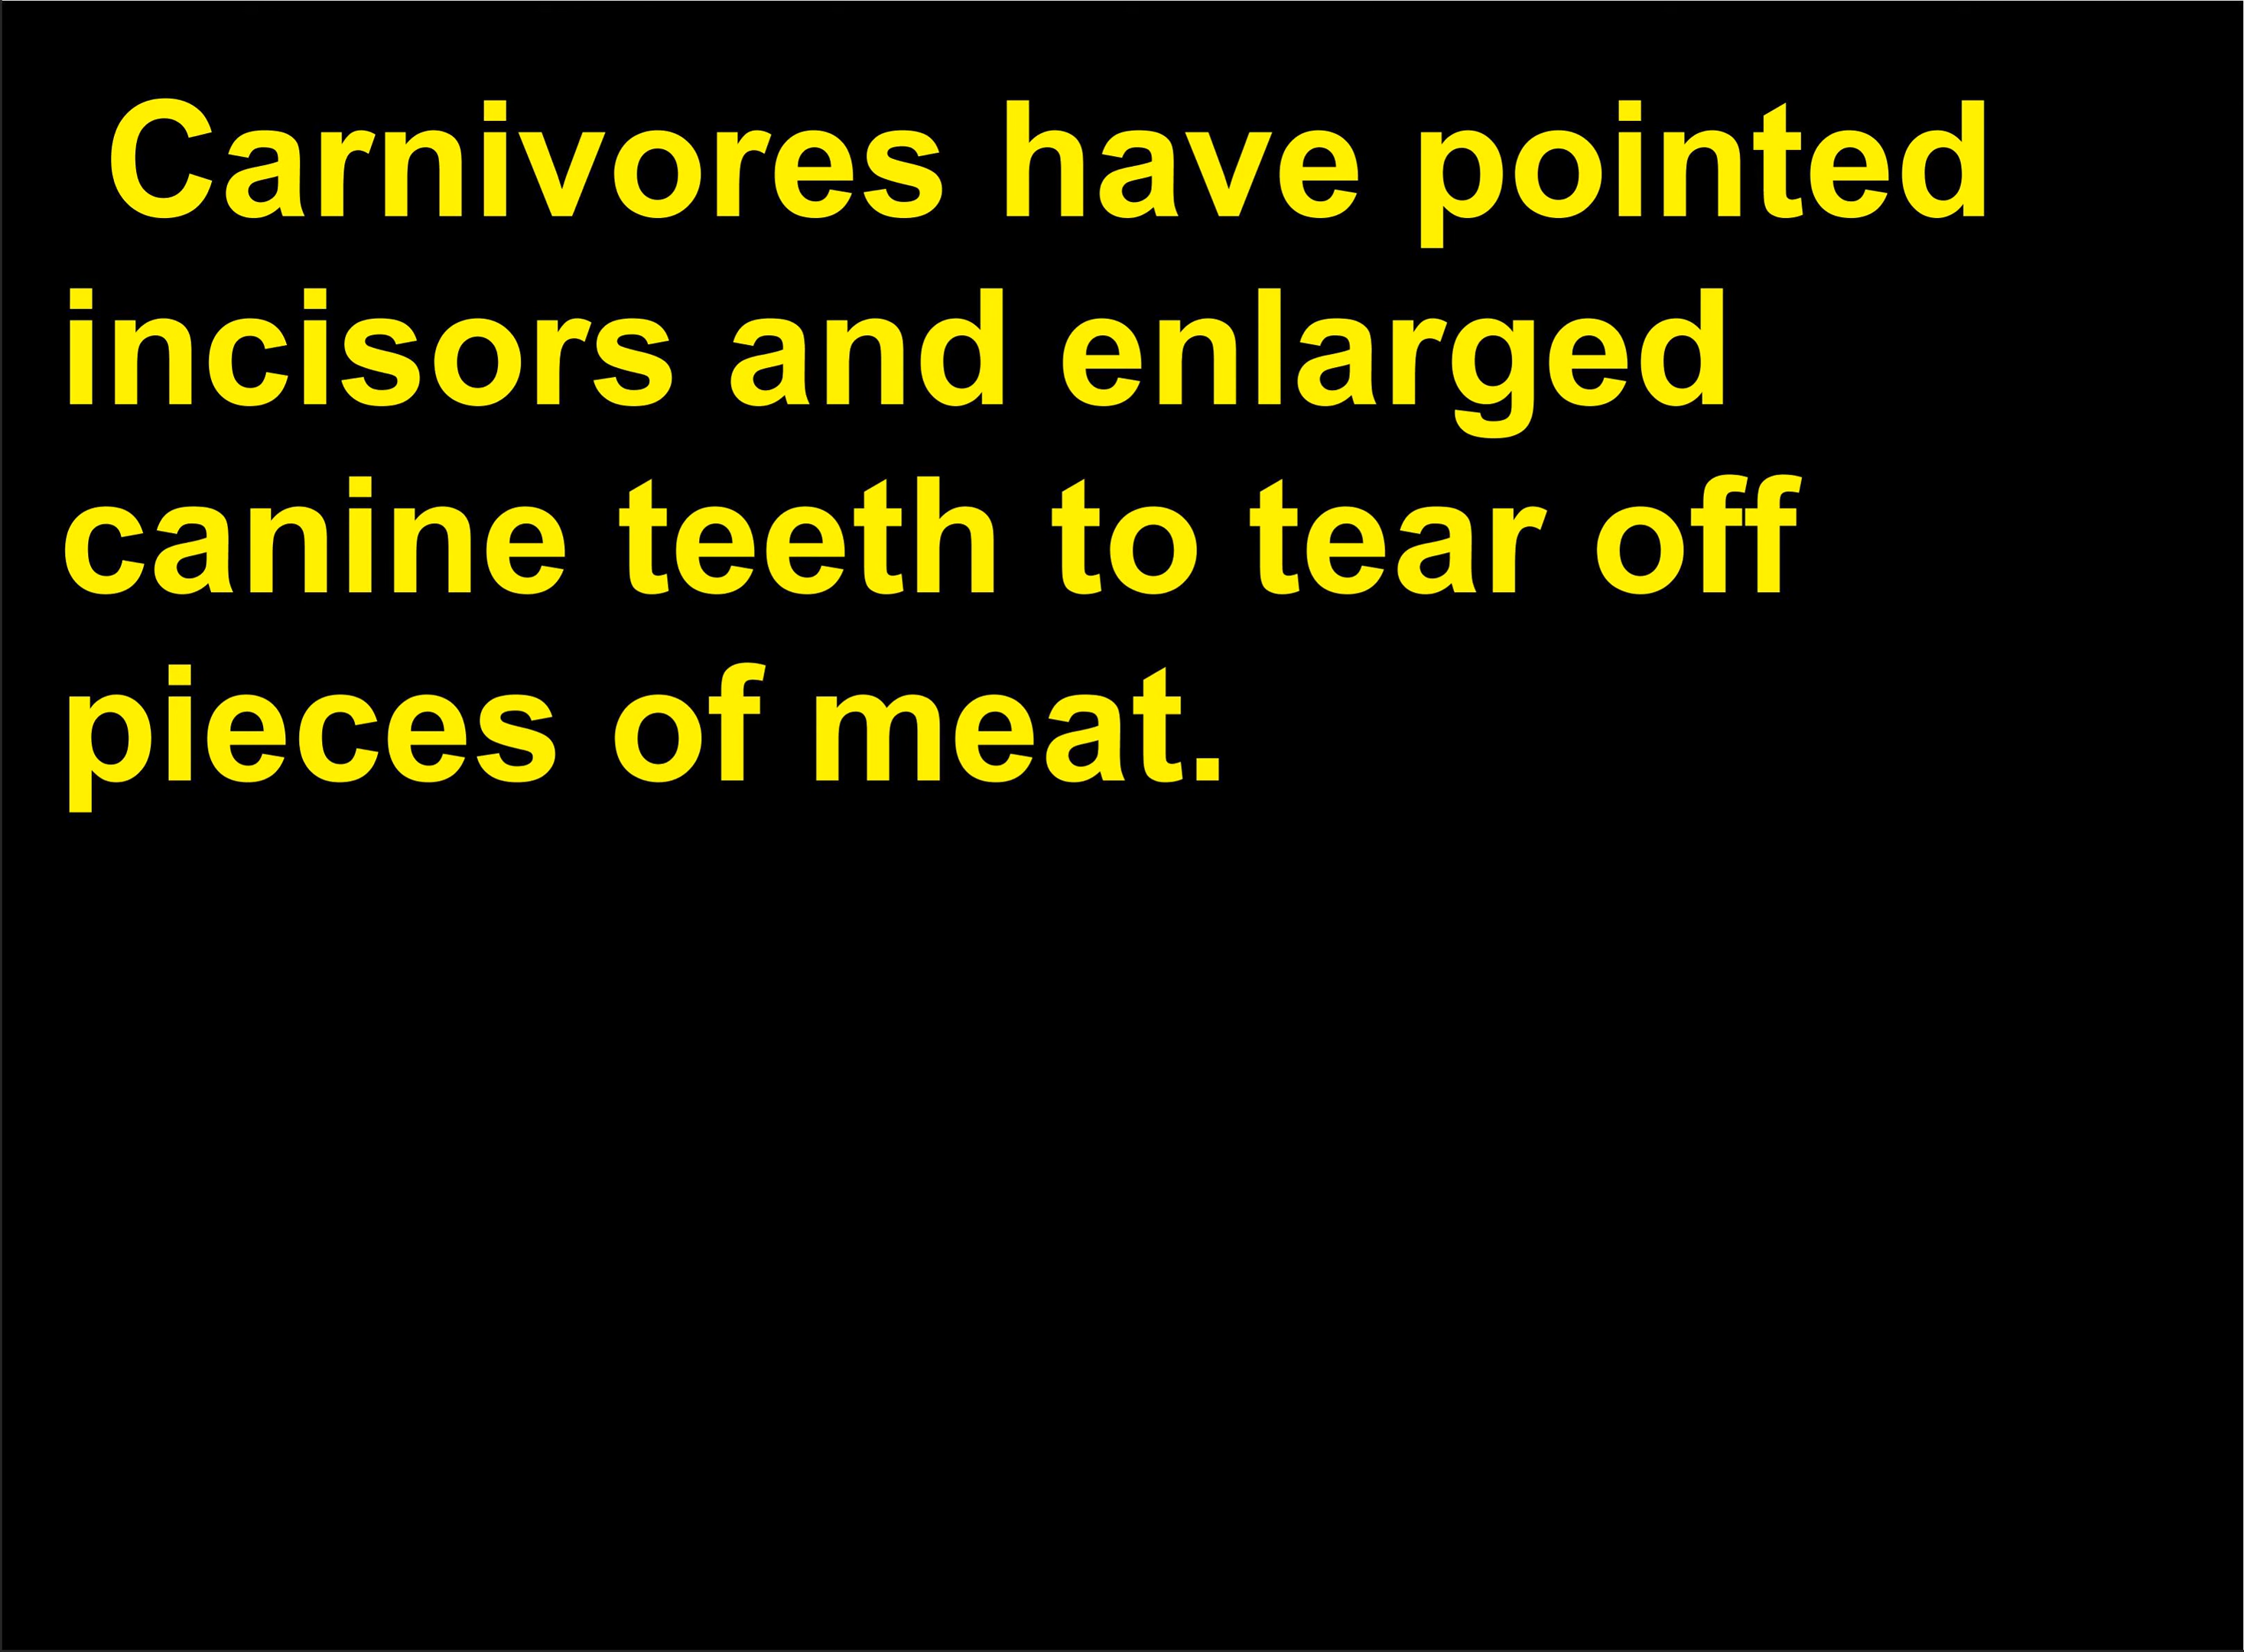 Carnivores have pointed
incisors and enlarged
canine teeth to tear off
pieces of meat.